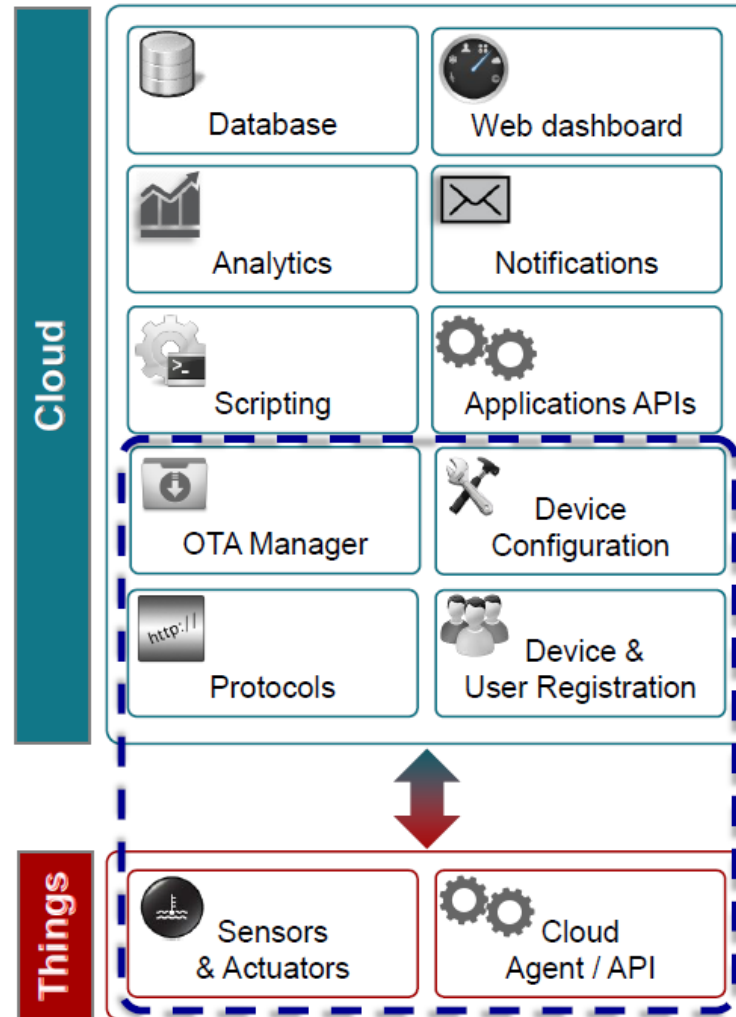 Cloud
Database
Web dashboard
Analytics
Notifications
>_
Scripting
Applications APIs
OTA Manager
Device
Configuration
http://
Protocols
Device &
User Registration
Things
Sensors
& Actuators
Cloud
Agent / API